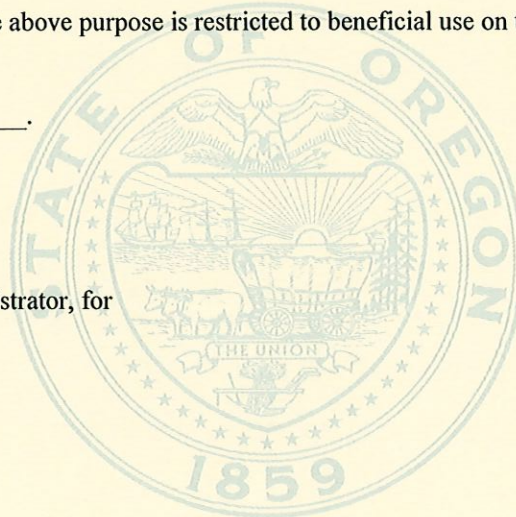 above purpose is restricted to beneficial use on
.
strator, for
STATE OF OREGON
THE UNION
1859